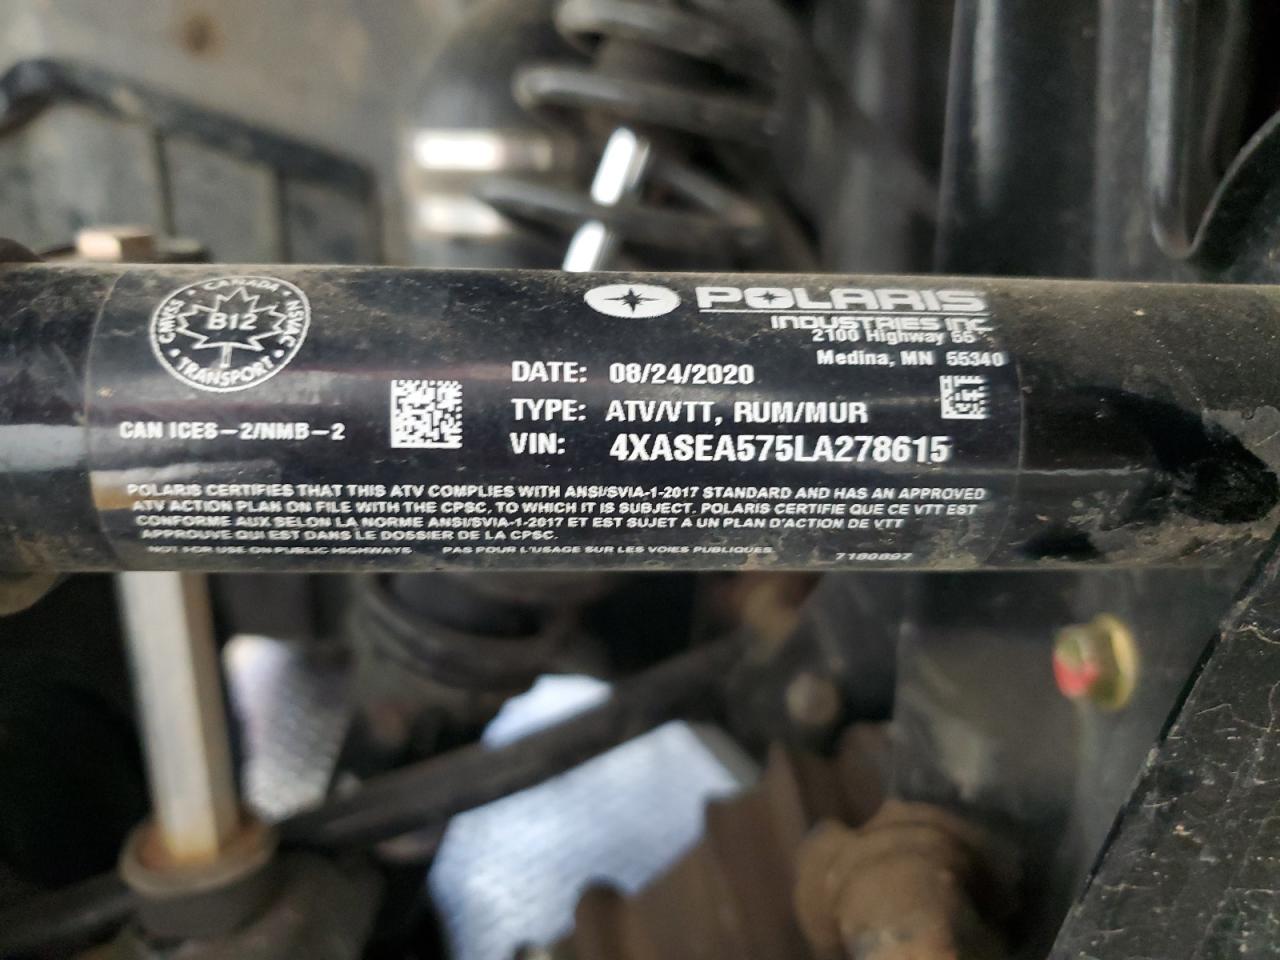 CANADA
CMVSS
NSVAC
B12
TRANSPORT
POLARIS
INDUSTRIES INC
2100 Highway 55
Medina, MN 55340
DATE: 08/24/2020
TYPE: ATV/VTT, RUM/MUR
CAN ICES-2/NMB-2
VIN: 4XASEA575LA278615
POLARIS CERTIFIES THAT THIS ATV COMPLIES WITH ANSI/SVIA-1-2017 STANDARD AND HAS AN APPROVED
ATV ACTION PLAN ON FILE WITH THE CPSC, TO WHICH IT IS SUBJECT. POLARIS CERTIFIE QUE CE VTT EST
CONFORME AUX SELON LA NORME ANSI/SVIA-1-2017 ET EST SUJET A UN PLAN D'ACTION DE VTT
APPROUVE QUI EST DANS LE DOSSIER DE LA CPSC.
NOT FOR USE ON PUBLIC HIGHWAYS PAS POUR L'USAGE SUR LES VOIES PUBLIQUES 7180897